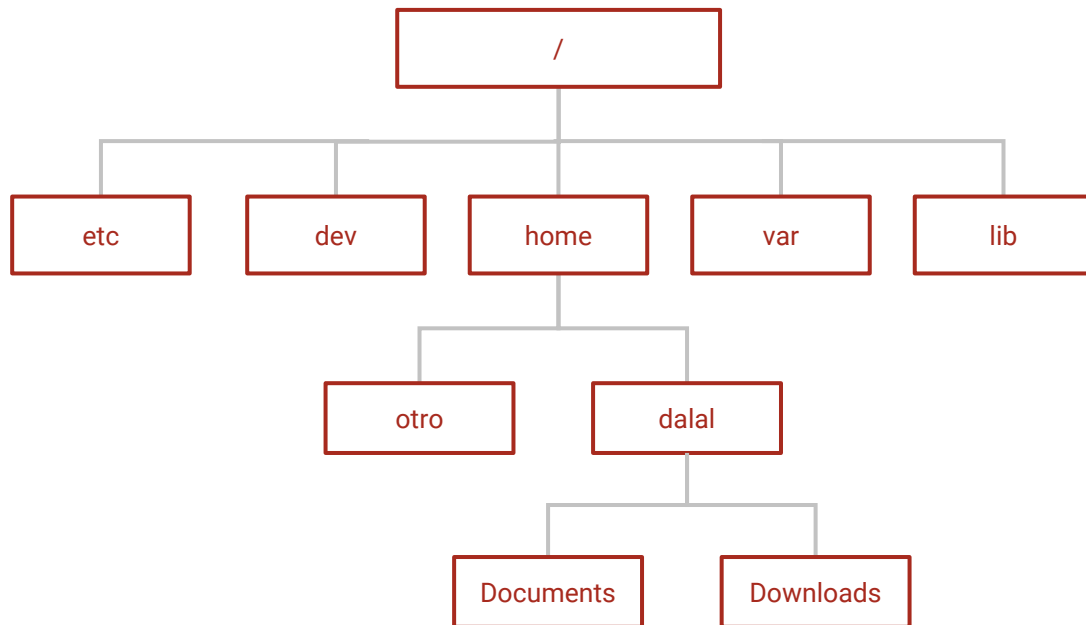 /
etc
dev
home
var
lib
otro
dalal
Documents
Downloads